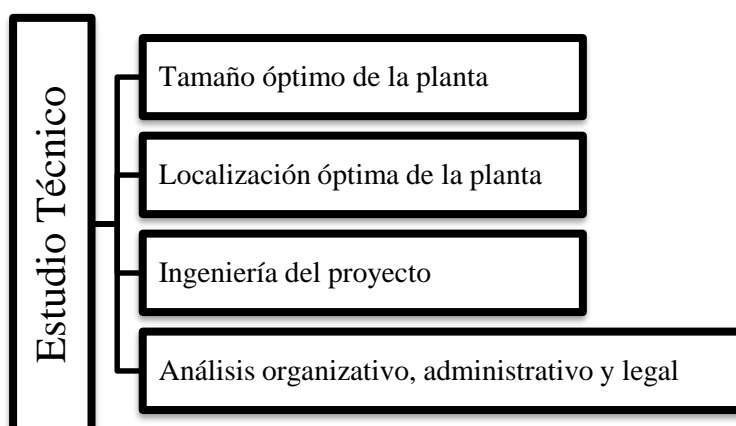 Estudio Técnico
Tamaño óptimo de la planta
Localización óptima de la planta
Ingeniería del proyecto
Análisis organizativo, administrativo y legal